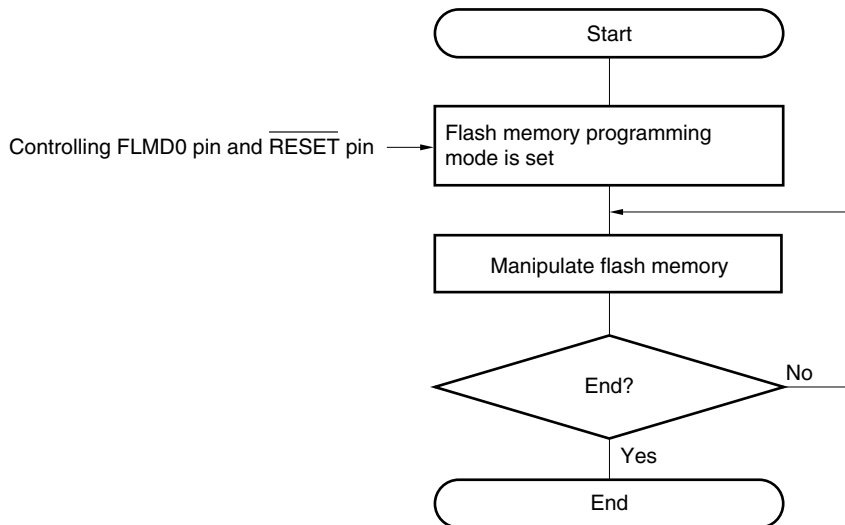 Start
Controlling FLMD0 pin and RESET pin
Flash memory programming
mode is set
Manipulate flash memory
End?
No
Yes
End